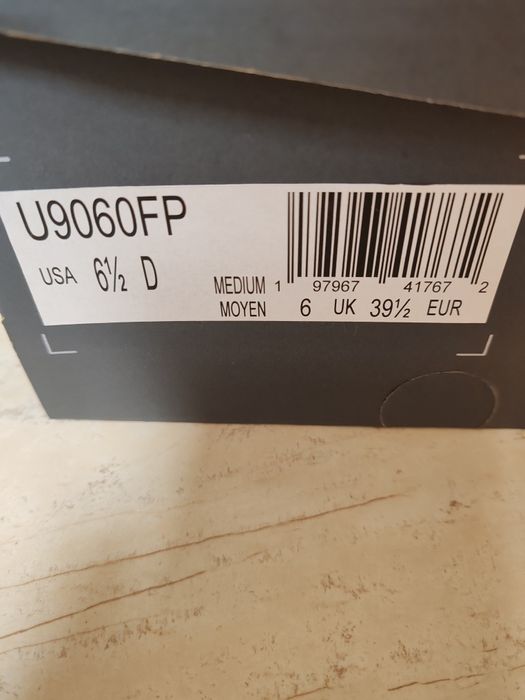 U9060FP
USA 6½ D
MEDIUM 1 97967 41767 2
MOYEN 6 UK 39½ EUR